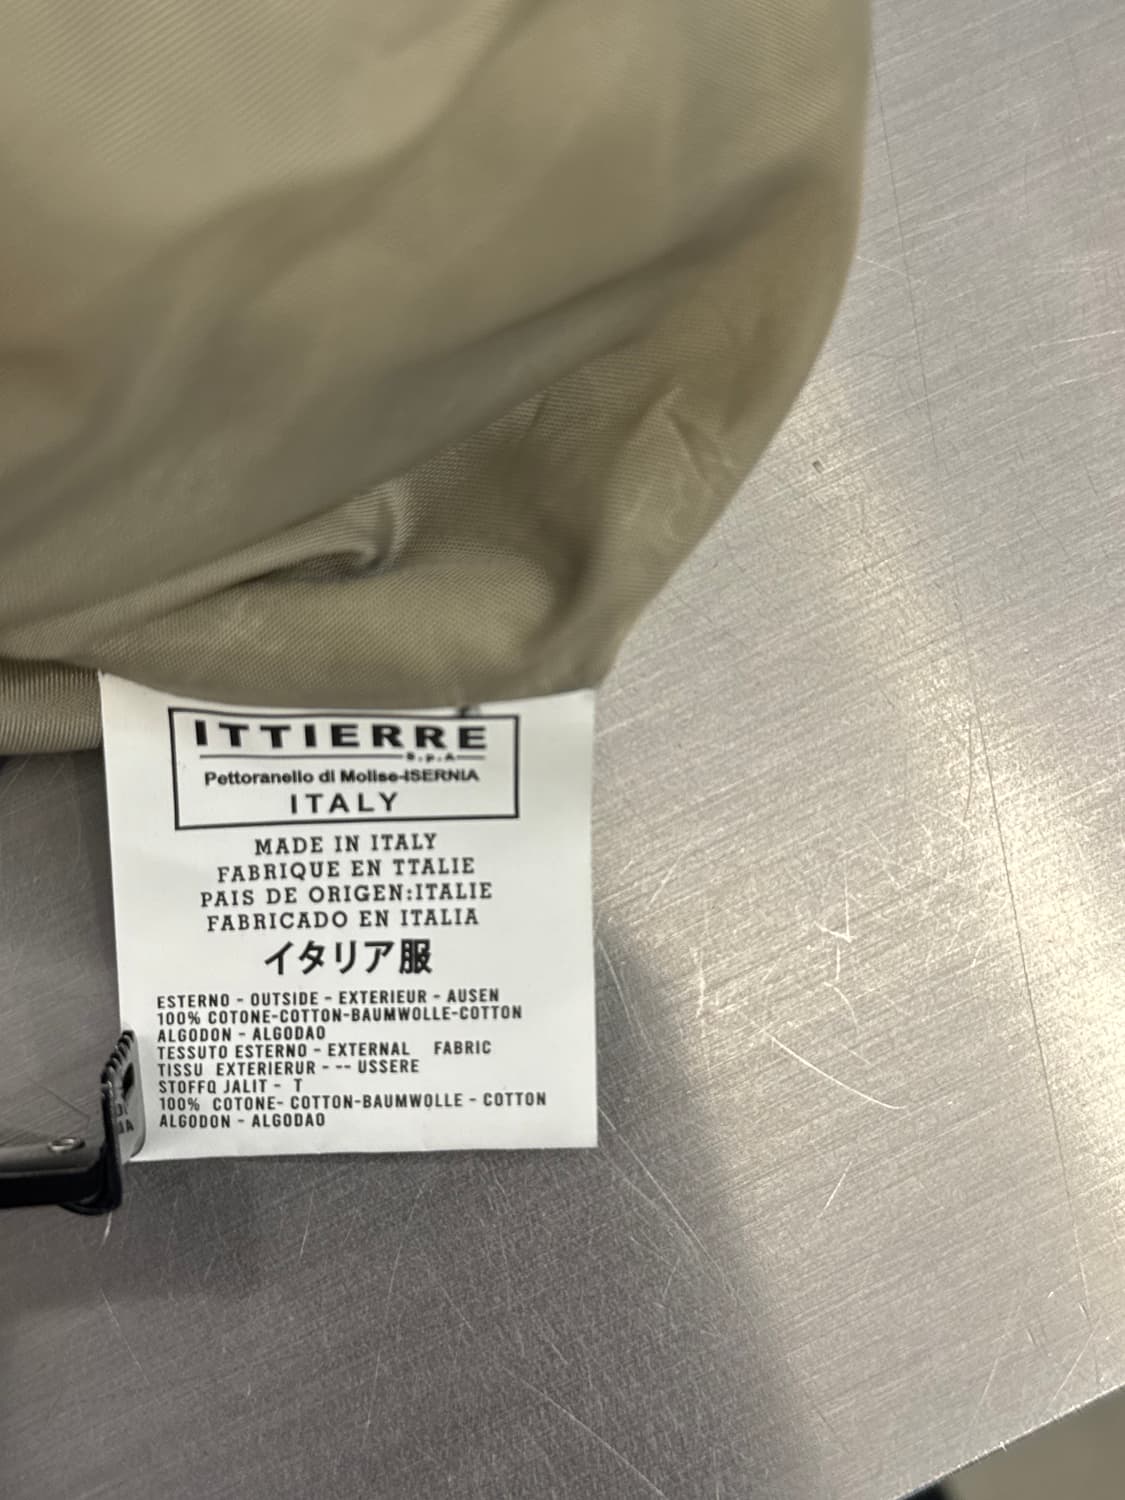 ITTIERRE
S.p.A
Pettoranello di Molise-ISERNIA
ITALY
MADE IN ITALY
FABRIQUE EN TTALIE
PAIS DE ORIGEN:ITALIE
FABRICADO EN ITALIA
イタリア服
ESTERNO - OUTSIDE - EXTERIEUR - AUSEN
100% COTONE-COTTON-BAUMWOLLE-COTTON
ALGODON - ALGODAO
TESSUTO ESTERNO - EXTERNAL FABRIC
TISSU EXTERIERUR - -- USSERE
STOFFQ JALIT - T
100% COTONE- COTTON-BAUMWOLLE - COTTON
ALGODON - ALGODAO